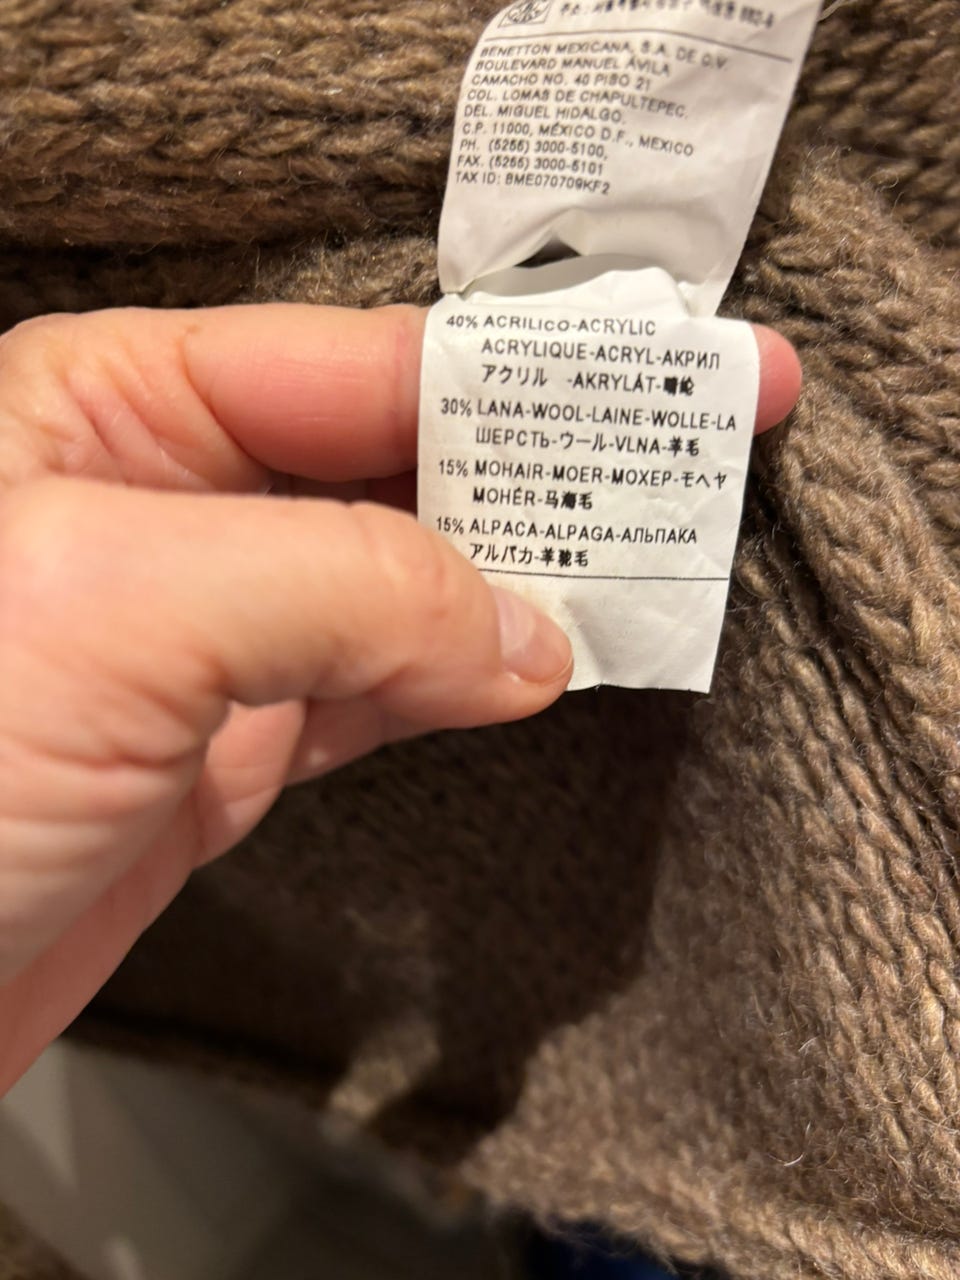 BENETTON MEXICANA, S.A. DE C.V.
BOULEVARD MANUEL ÁVILA
CAMACHO NO. 40 PISO 21
COL. LOMAS DE CHAPULTEPEC.
DEL. MIGUEL HIDALGO.
C.P. 11000, MÉXICO D.F., MEXICO
PH. (5255) 3000-5100,
FAX. (5255) 3000-5101
TAX ID: BME070709KF2
40% ACRILICO-ACRYLIC
ACRYLIQUE-ACRYL-АКРИЛ
アクリル -AKRYLÁT-腈纶
30% LANA-WOOL-LAINE-WOLLE-LA
ШЕРСТЬ-ウール-VLNA-羊毛
15% MOHAIR-MOER-МОХЕР-モヘヤ
MOHÉR-马海毛
15% ALPACA-ALPAGA-АЛЬПАКА
アルパカ-羊驼毛